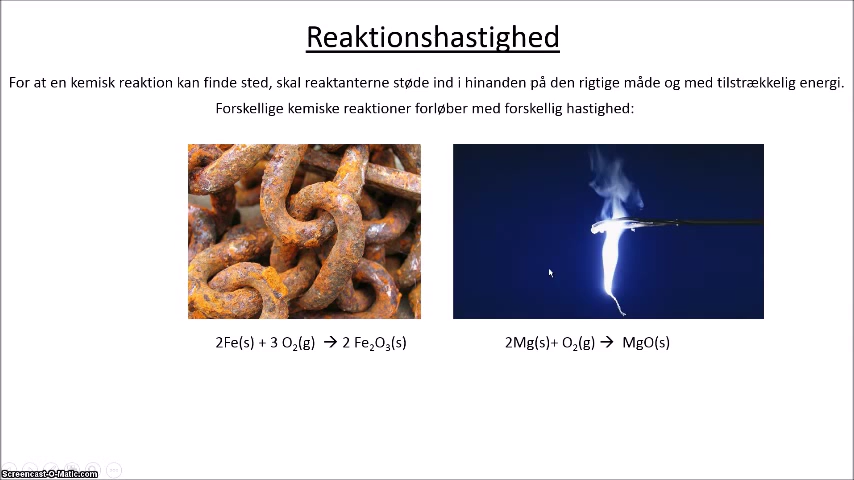 Reaktionshastighed
For at en kemisk reaktion kan finde sted, skal reaktanterne støde ind i hinanden på den rigtige måde og med tilstrækkelig energi.
Forskellige kemiske reaktioner forløber med forskellig hastighed:
2Fe(s) + 3 O₂(g) → 2 Fe₂O₃(s)
2Mg(s)+ O₂(g) → MgO(s)
Screencast-O-Matic.com